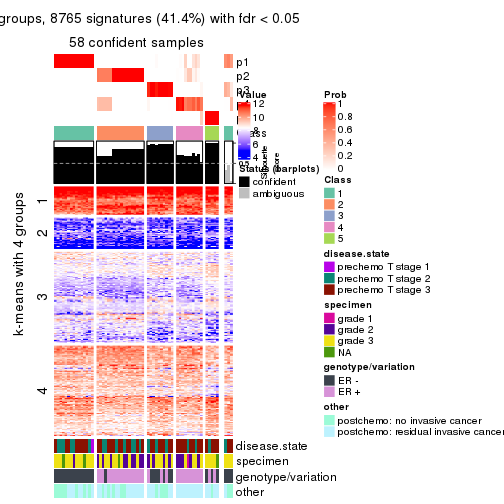 groups, 8765 signatures (41.4%) with fdr < 0.05
58 confident samples
p1
p2
p3
k-means with 4 groups
1
2
3
4
Value
12
10
8
6
4
Status (barplots)
confident
ambiguous
Prob
1
0.8
0.6
0.4
0.2
0
Class
1
2
3
4
5
disease.state
prechemo T stage 1
prechemo T stage 2
prechemo T stage 3
specimen
grade 1
grade 2
grade 3
NA
genotype/variation
ER -
ER +
other
postchemo: no invasive cancer
postchemo: residual invasive cancer
disease.state
specimen
genotype/variation
other